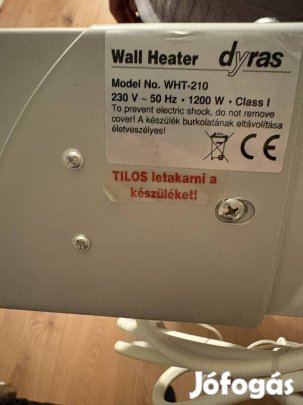 Wall Heater dyras
Model No. WHT-210
230 V ~ 50 Hz • 1200 W • Class I
To prevent electric shock, do not remove
cover! A készülék burkolatának eltávolítása
életveszélyes!
CE
TILOS letakarni a
készüléket!
Jófogás